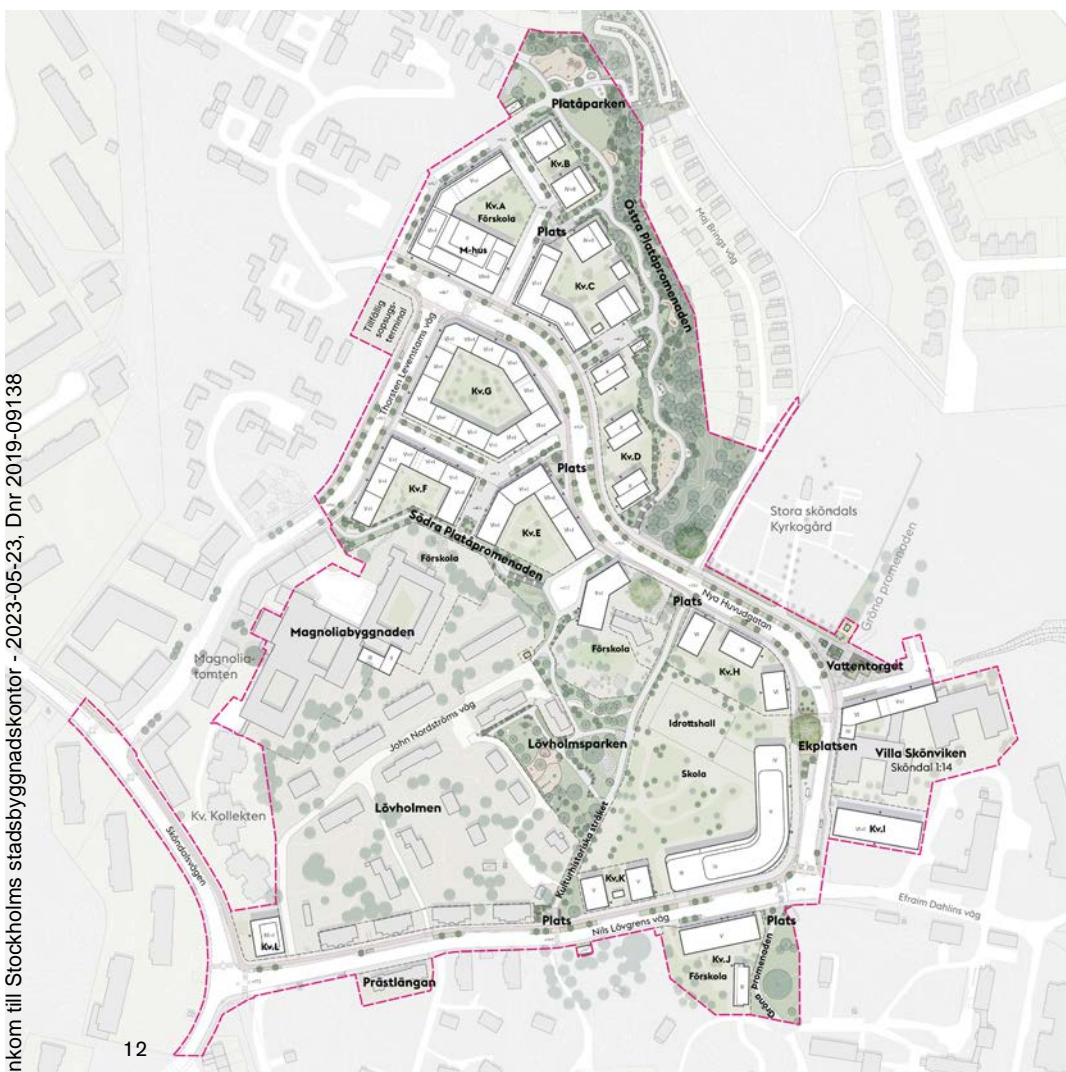 Platåparken
Kv.B
Kv.A
Förskola
M-hus
Plats
Kv.C
Östra Platåpromenaden
Maj Brings väg
Tillfällig
sopsugs-
terminal
Thorsten Levenstams väg
Kv.G
Kv.D
Plats
Kv.F
Kv.E
Södra Platåpromenaden
Förskola
Stora sköndals
Kyrkogård
Gröna promenaden
Nya Huvudgatan
Plats
Magnoliabyggnaden
Magnolia-
tomten
Förskola
Kv.H
Vattentorget
John Nordströms väg
Idrottshall
Lövholmsparken
Ekplatsen
Villa Skönviken
Sköndal 1:14
Skola
Lövholmen
Kv. Kollekten
Kulturhistoriska stråket
Kv.I
Sköndalsvägen
Kv.K
Efraim Dahlins väg
Plats
Nils Lövgrens väg
Plats
Kv.L
Kv.J
Förskola
Gröna promenaden
Prästlängan
12
nkom till Stockholms stadsbyggnadskontor - 2023-05-23, Dnr 2019-09138